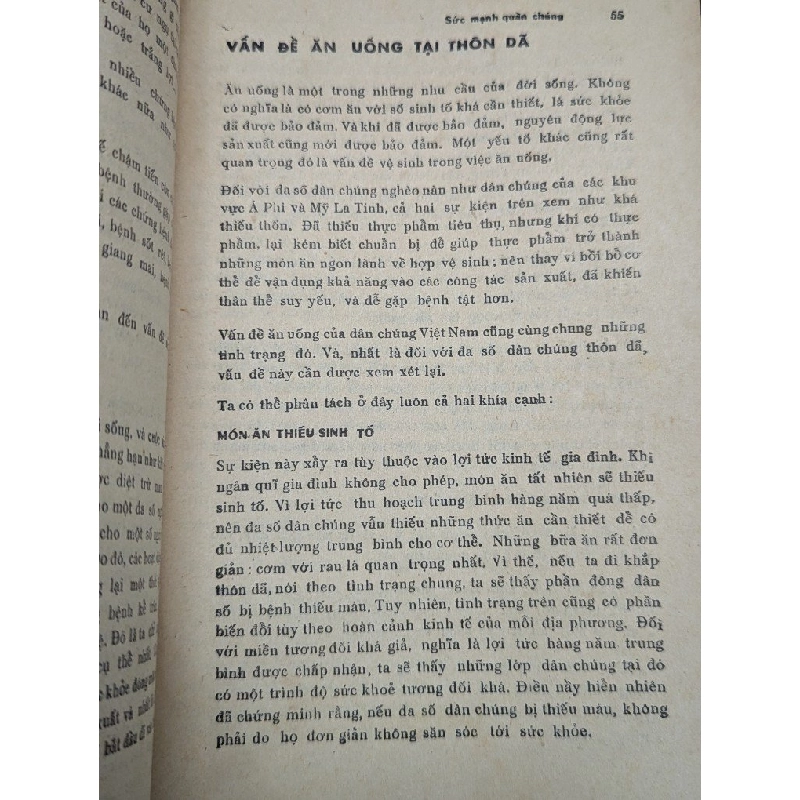 Sức mạnh quần chúng 55
VẤN ĐỀ ĂN UỐNG TẠI THÔN DÃ
Ăn uống là một trong những nhu cầu của đời sống. Không
có nghĩa là có cơm ăn với số sinh tố khá cần thiết, là sức khỏe
đã được bảo đảm. Và khi đã được bảo đảm, nguyên động lực
sản xuất cũng mới được bảo đảm. Một yếu tố khác cũng rất
quan trọng đó là vấn đề vệ sinh trong việc ăn uống.
Đối với đa số dân chúng nghèo nàn như dân chúng của các khu
vực Á Phi và Mỹ La Tinh, cả hai sự kiện trên xem như khá
thiếu thốn. Đã thiếu thực phẩm tiêu thụ, nhưng khi có thực
phẩm, lại kém biết chuẩn bị để giúp thực phẩm trở thành
những món ăn ngon lành về hợp vệ sinh; nên thay vì bồi bổ cơ
thể để vận dụng khả năng vào các công tác sản xuất, đã khiến
thân thể suy yếu, và dễ gặp bệnh tật hơn.
Vấn đề ăn uống của dân chúng Việt Nam cũng cùng chung những
tình trạng đó. Và, nhất là đối với đa số dân chúng thôn dã,
vấn đề này cần được xem xét lại.
Ta có thể phân tách ở đây luôn cả hai khía cạnh :
MÓN ĂN THIẾU SINH TỐ
Sự kiện này xẩy ra tùy thuộc vào lợi tức kinh tế gia đình. Khi
ngân quĩ gia đình không cho phép, món ăn tất nhiên sẽ thiếu
sinh tố. Vì lợi tức thu hoạch trung bình hàng năm quá thấp,
nên đa số dân chúng vẫn thiếu những thức ăn cần thiết để có
đủ nhiệt lượng trung bình cho cơ thể. Những bữa ăn rất đơn
giản : cơm với rau là quan trọng nhất. Vì thế, nếu ta đi khắp
thôn dã, nói theo tình trạng chung, ta sẽ thấy phần đông dân
số bị bệnh thiếu máu. Tuy nhiên, tình trạng trên cũng có phần
biến đổi tùy theo hoàn cảnh kinh tế của mỗi địa phương. Đối
với miền tương đối khá giả, nghĩa là lợi tức hàng năm trung
bình được chấp nhận, ta sẽ thấy những lớp dân chúng tại đó
có một trình độ sức khoẻ tương đối khá. Điều nầy hiển nhiên
đã chứng minh rằng, nếu đa số dân chúng bị thiếu máu, không
phải do họ đơn giản không săn sóc tới sức khỏe.